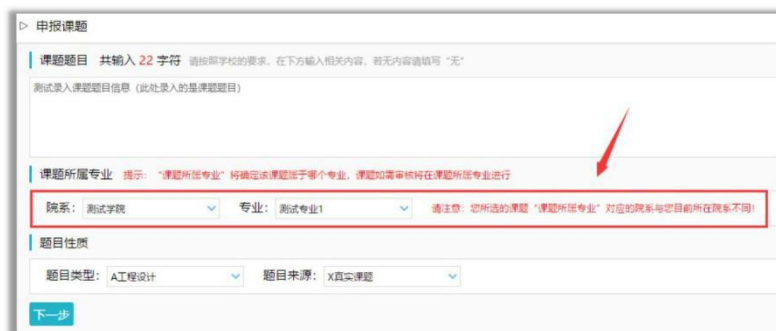 申报课题
课题题目 共输入 22 字符 请按照学校的要求，在下方输入相关内容，若无内容请填写 "无"
测试录入课题题目信息（此处录入的是课题题目）
课题所属专业 提示： "课题所属专业" 将确定该课题属于哪个专业，课题如需审核将在课题所属专业进行
院系： 测试学院 专业： 测试专业1 请注意：您所选的课题 "课题所属专业" 对应的院系与您目前所在院系不同！
题目性质
题目类型： A工程设计 题目来源： X真实课题
下一步